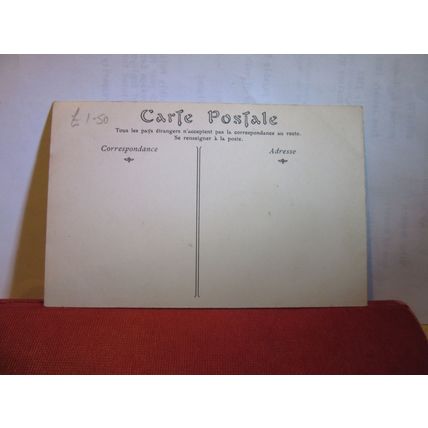 £ 1-50
Carte Postale
Tous les pays étrangers n'acceptent pas la correspondance au recto.
Se renseigner à la poste.
Correspondance
Adresse